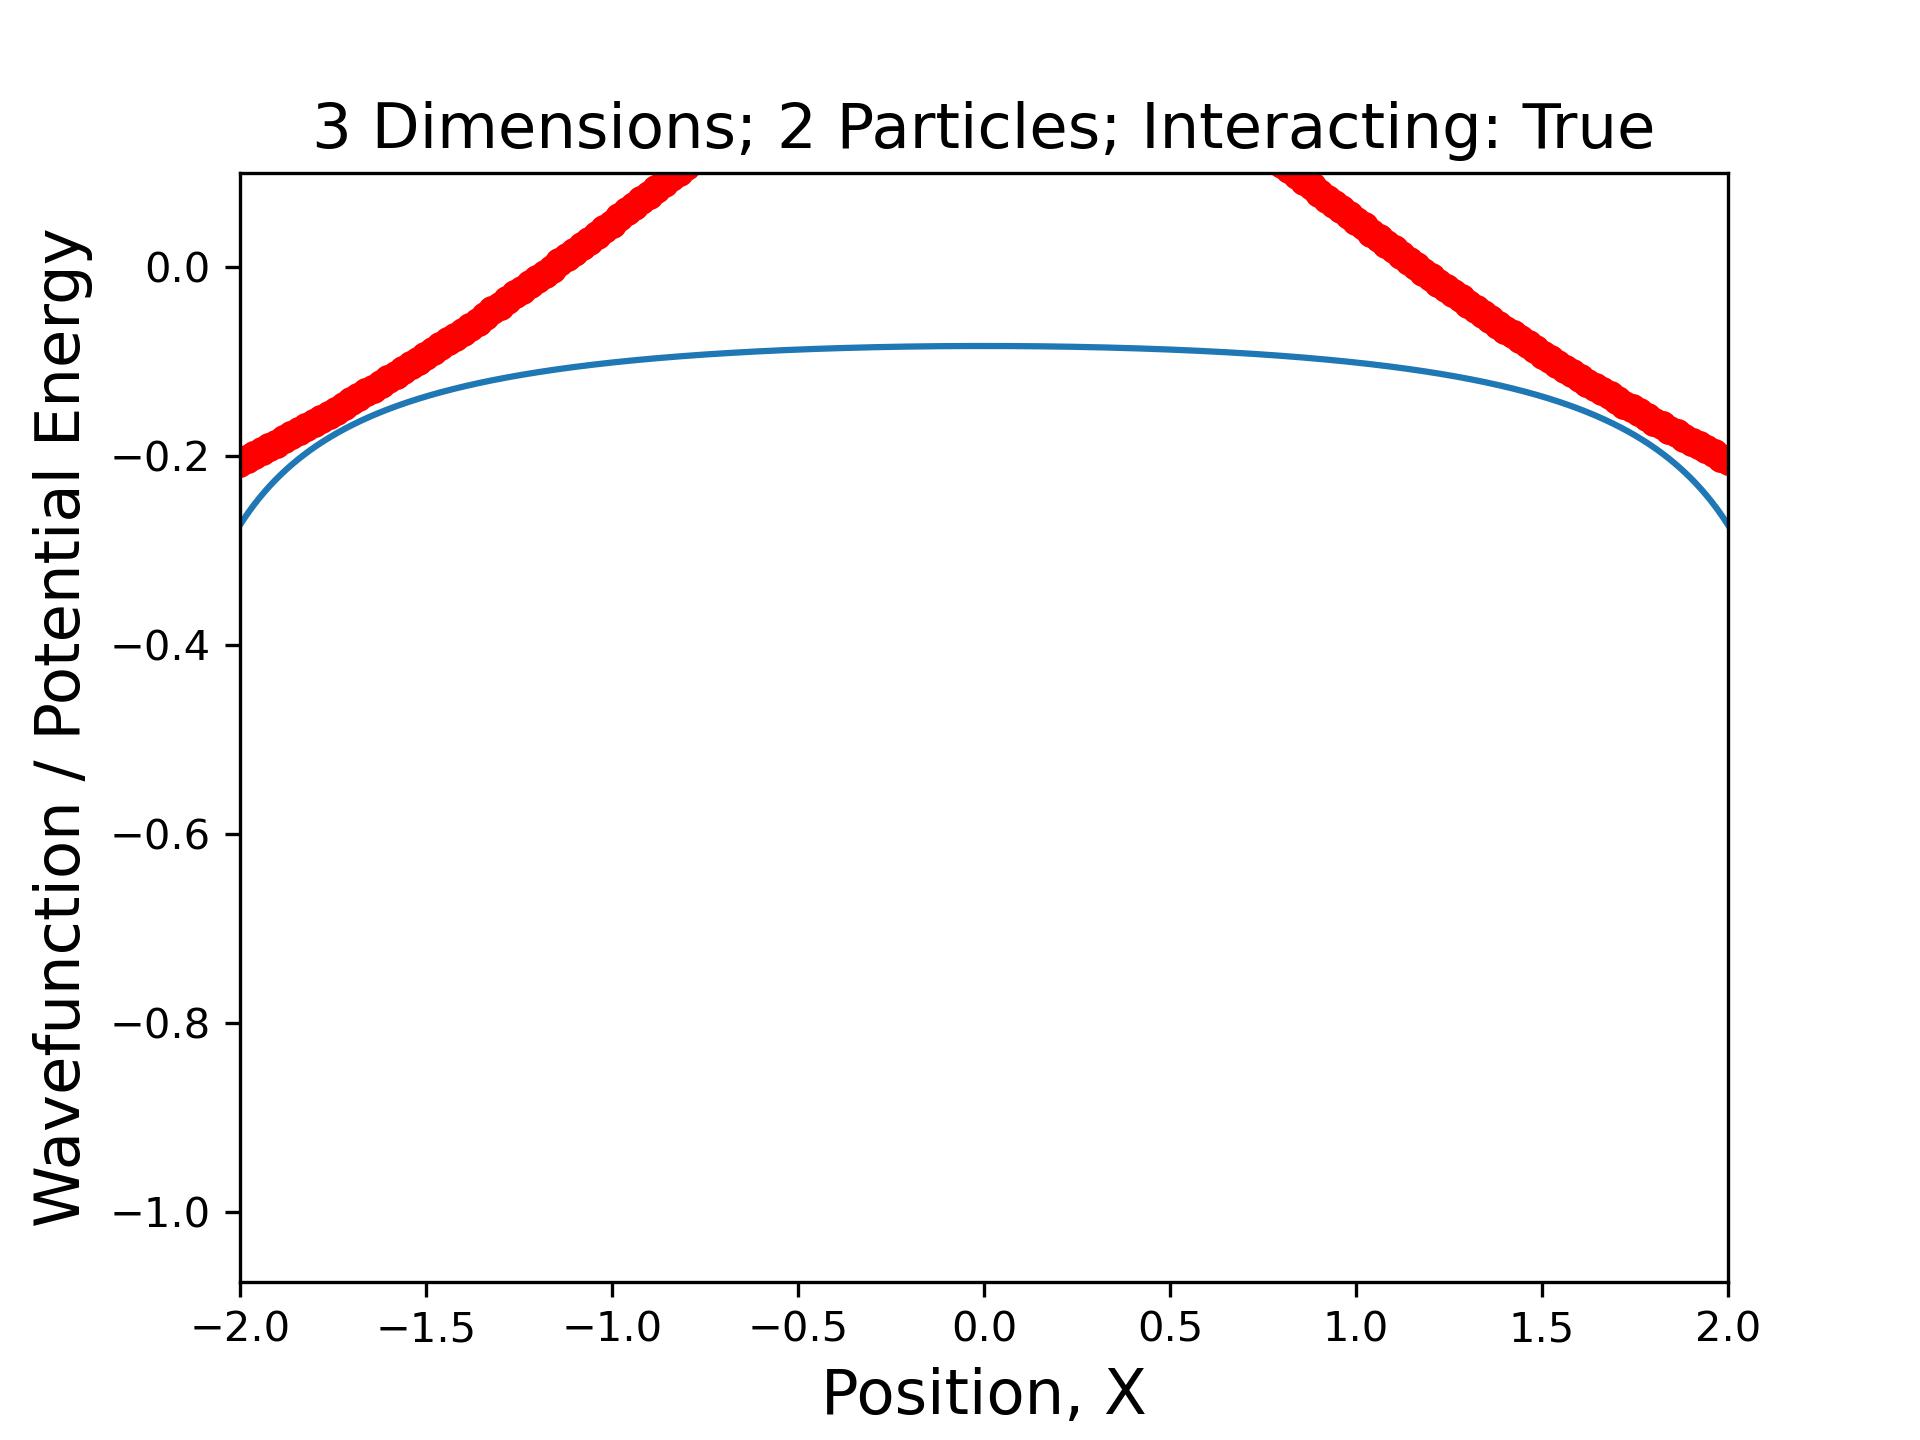 3 Dimensions; 2 Particles; Interacting: True
Wavefunction / Potential Energy
0.0
−0.2
−0.4
−0.6
−0.8
−1.0
−2.0 −1.5 −1.0 −0.5 0.0 0.5 1.0 1.5 2.0
Position, X